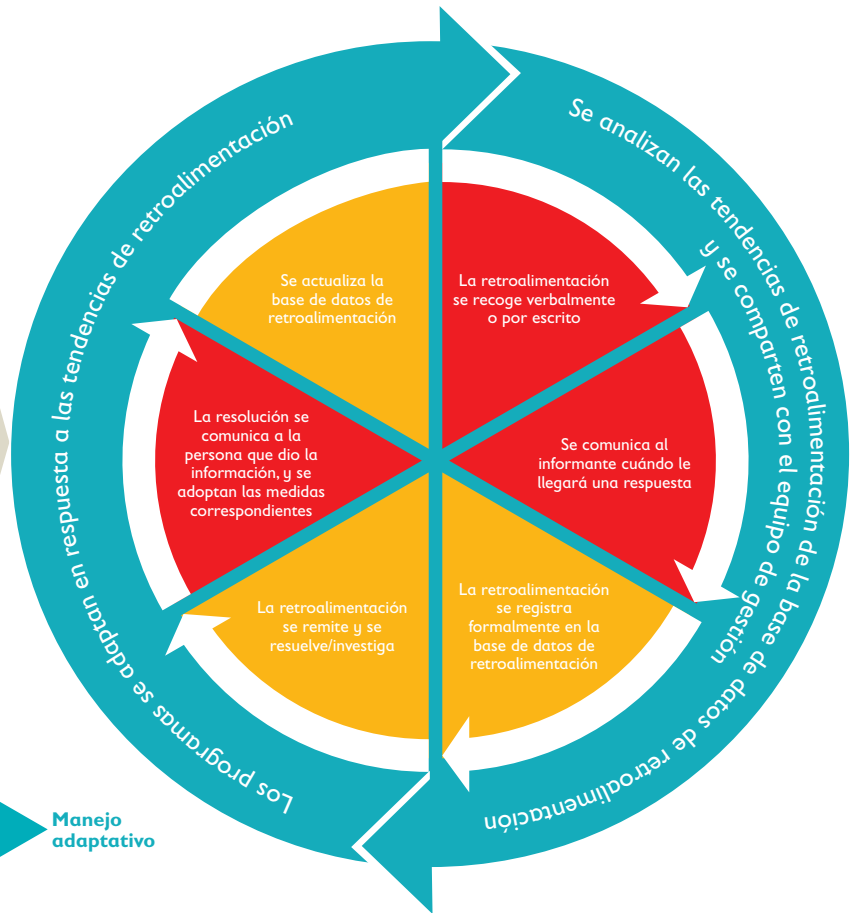 Se analizan las tendencias de retroalimentación de la base de datos de retroalimentación
y se comparten con el equipo de gestión
Los programas se adaptan en respuesta a las tendencias de retroalimentación
La retroalimentación
se recoge verbalmente
o por escrito
Se comunica al
informante cuándo le
llegará una respuesta
La retroalimentación
se registra
formalmente en la
base de datos de
retroalimentación
La retroalimentación
se remite y se
resuelve/investiga
La resolución se
comunica a la
persona que dio la
información, y se
adoptan las medidas
correspondientes
Se actualiza la
base de datos de
retroalimentación
Manejo
adaptativo